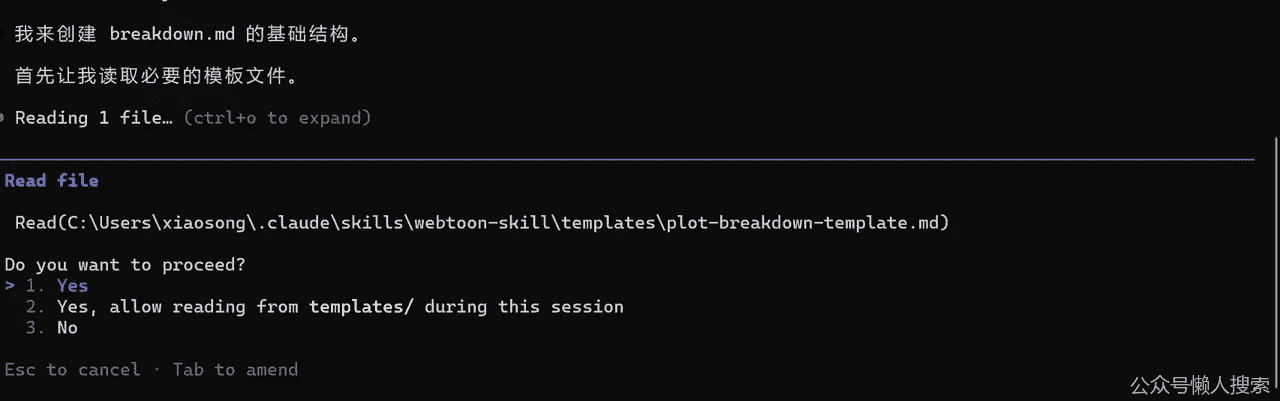 我来创建 breakdown.md 的基础结构。
首先让我读取必要的模板文件。
Reading 1 file… (ctrl+o to expand)
Read file
Read(C:\Users\xiaosong\.claude\skills\webtoon-skill\templates\plot-breakdown-template.md)
Do you want to proceed?
> 1. Yes
2. Yes, allow reading from templates/ during this session
3. No
Esc to cancel · Tab to amend
公众号懒人搜索